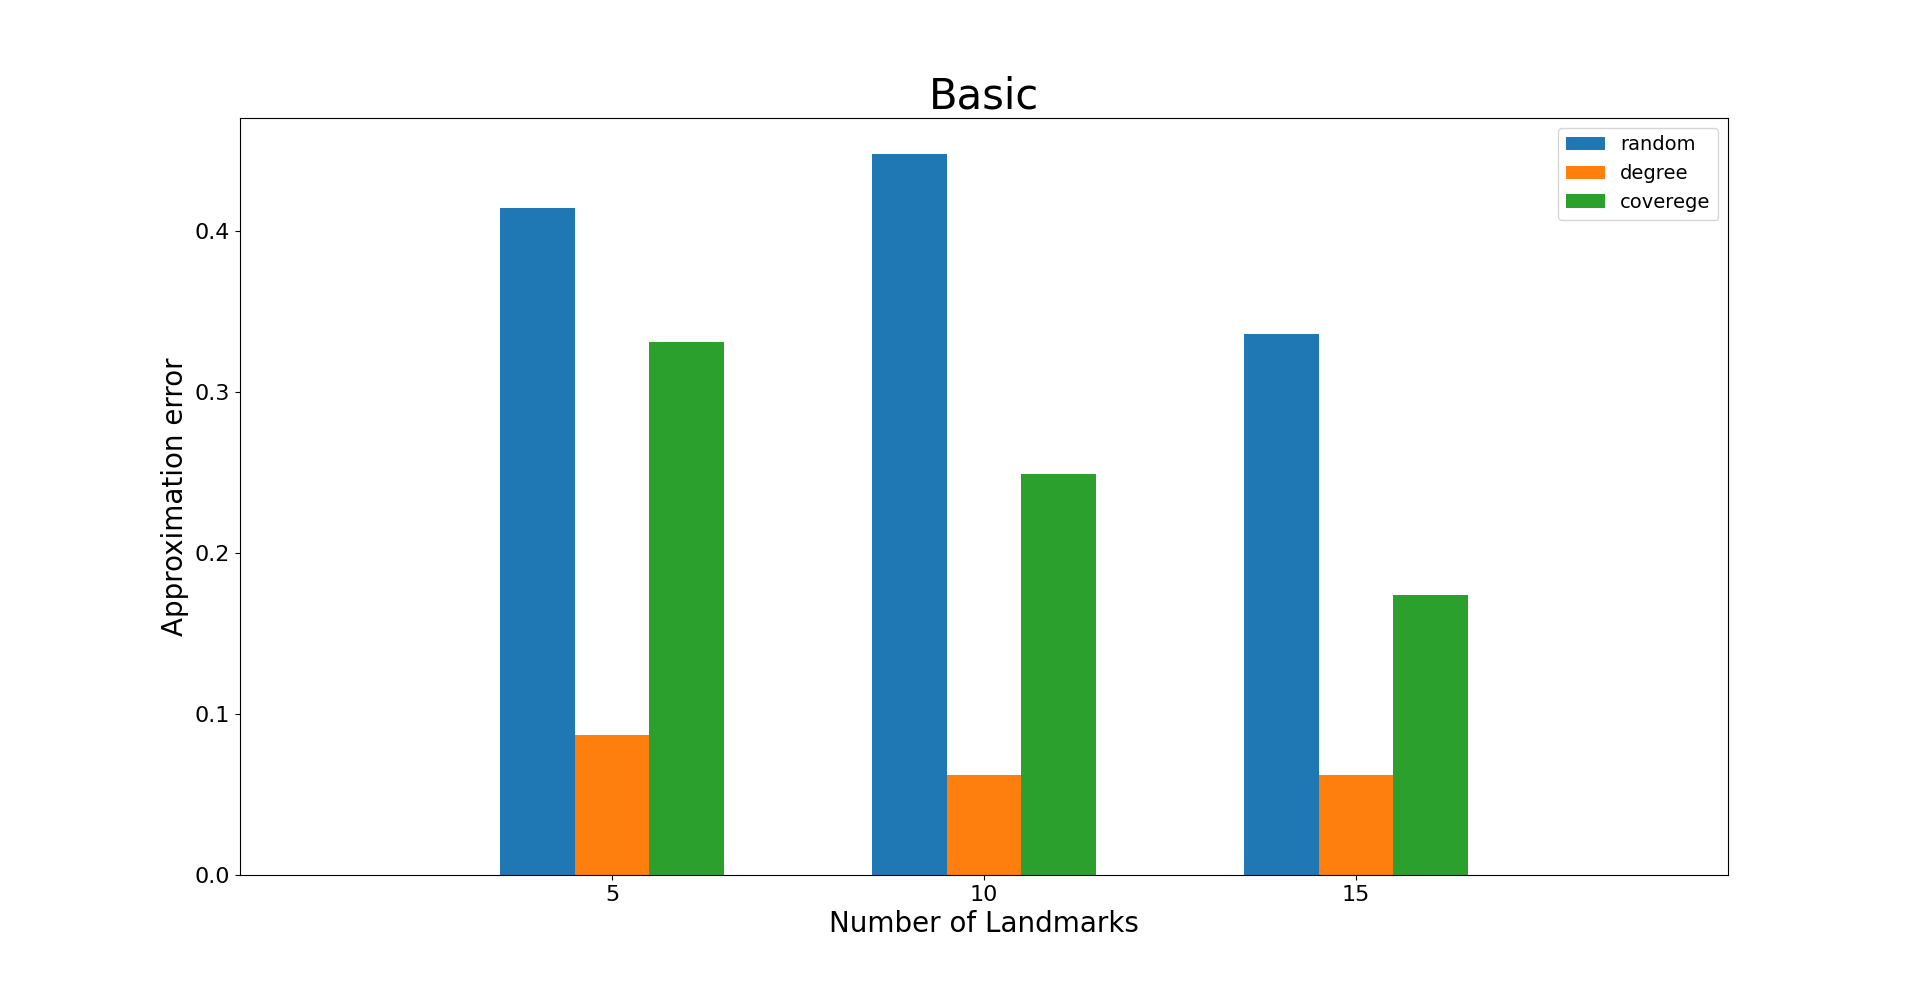 Basic
random
degree
coverege
Approximation error
0.4
0.3
0.2
0.1
0.0
5 10 15
Number of Landmarks